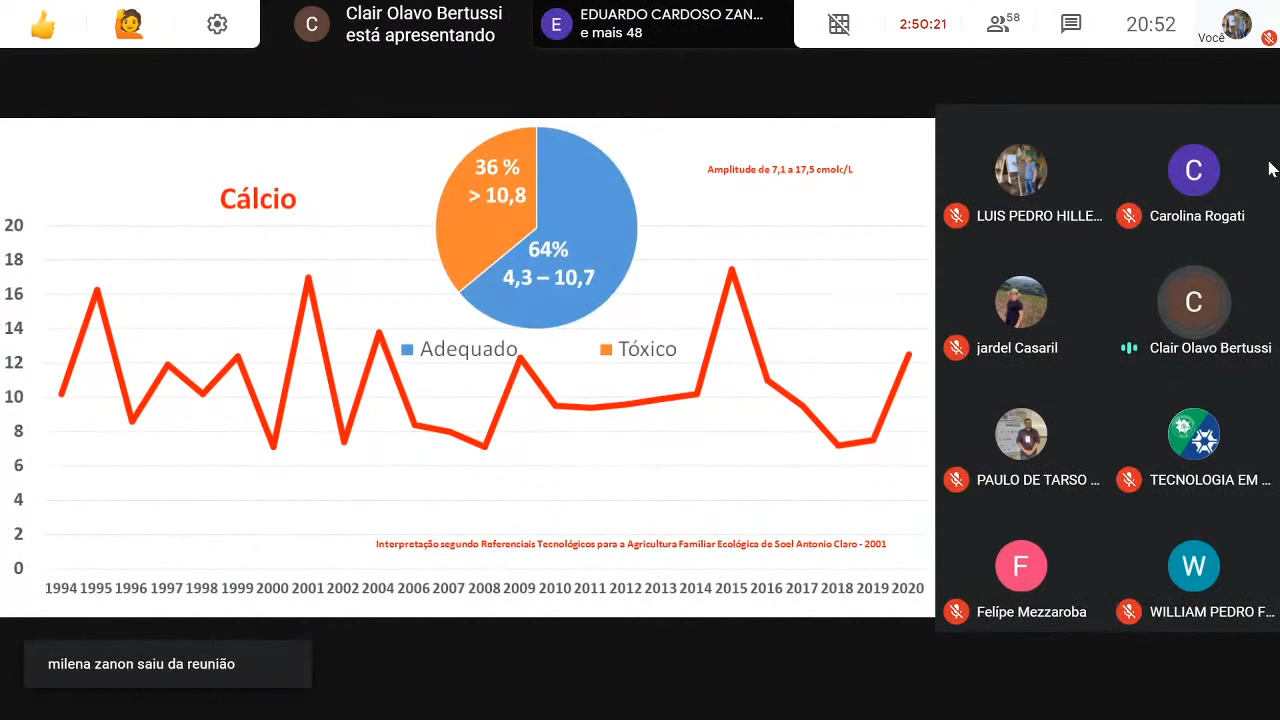 Clair Olavo Bertussi
está apresentando
EDUARDO CARDOSO ZAN...
e mais 48
2:50:21
58
20:52
Você
36 %
> 10,8
Amplitude de 7,1 a 17,5 cmolc/L
Cálcio
64%
4,3 – 10,7
Adequado
Tóxico
20
18
16
14
12
10
8
6
4
2
0
Interpretação segundo Referenciais Tecnológicos para a Agricultura Familiar Ecológica de Soel Antonio Claro - 2001
1994 1995 1996 1997 1998 1999 2000 2001 2002 2004 2006 2007 2008 2009 2010 2011 2012 2013 2014 2015 2016 2017 2018 2019 2020
LUIS PEDRO HILLE...
C
Carolina Rogati
jardel Casaril
C
Clair Olavo Bertussi
PAULO DE TARSO ...
TECNOLOGIA EM ...
F
Felípe Mezzaroba
W
WILLIAM PEDRO F...
milena zanon saiu da reunião
C
E